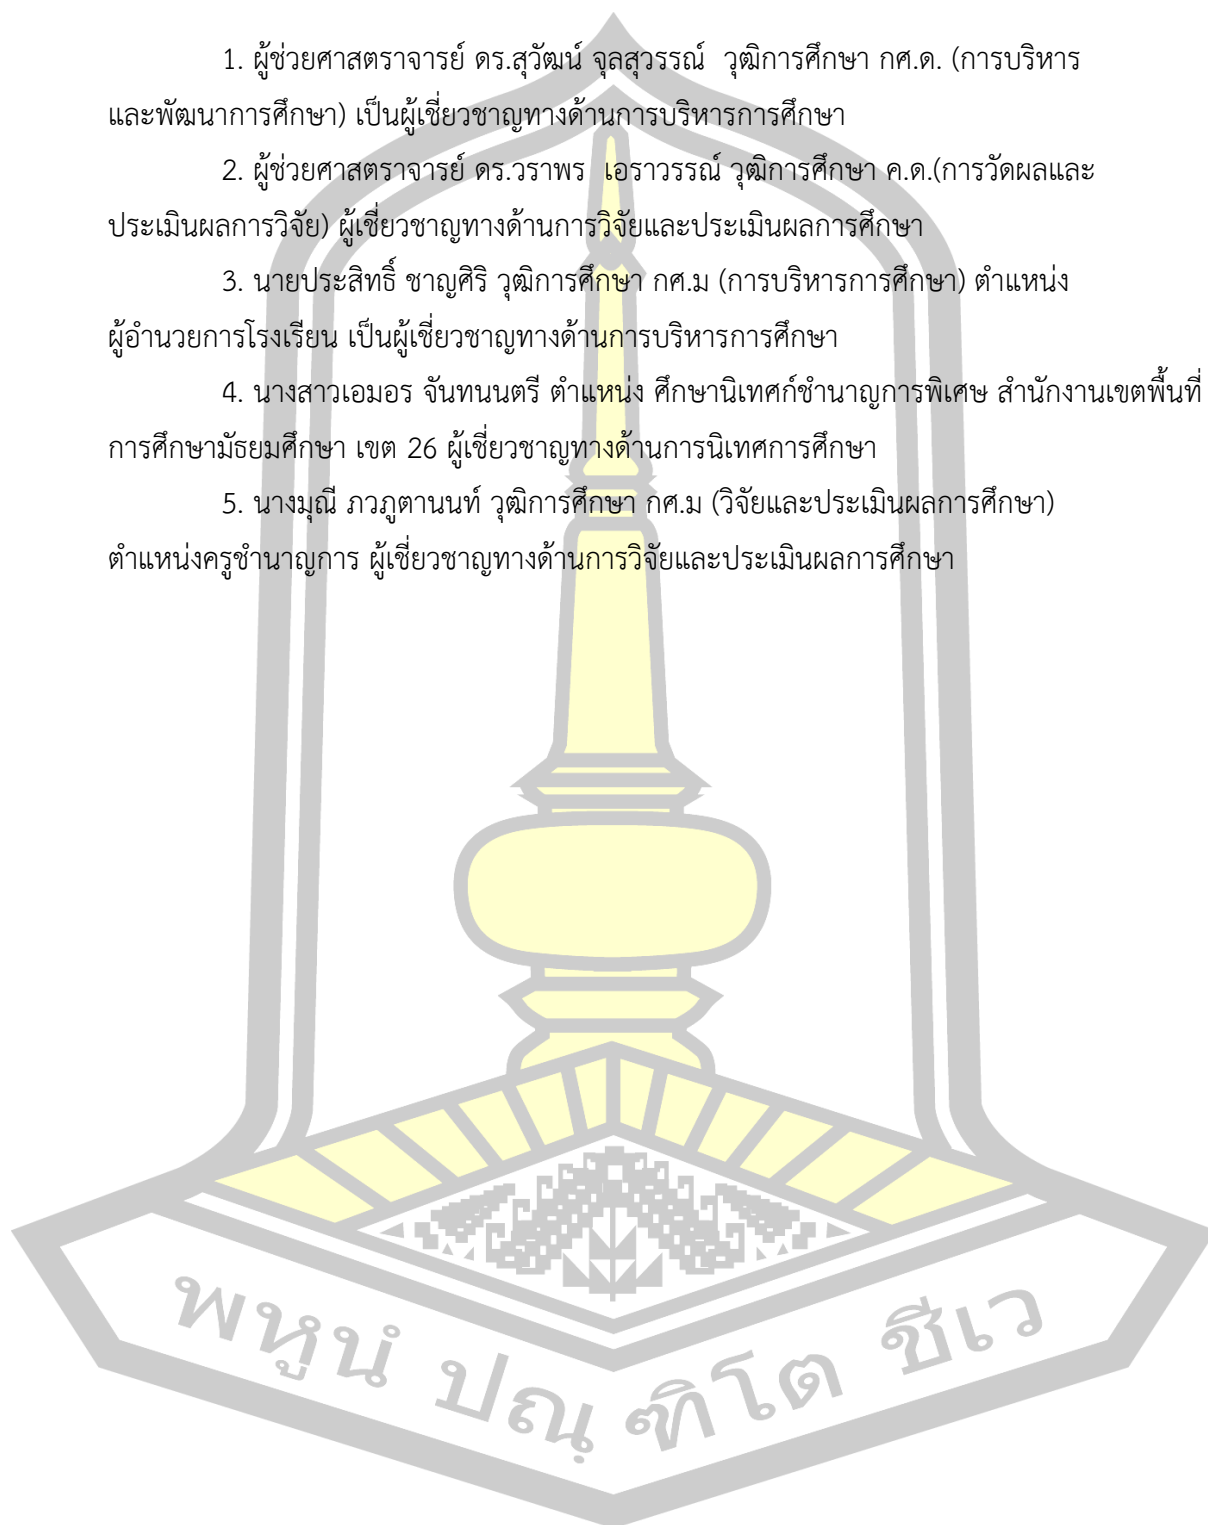 1. ผู้ช่วยศาสตราจารย์ ดร.สุวัฒน์ จุลสุวรรณ์  วุฒิการศึกษา กศ.ด. (การบริหาร
และพัฒนาการศึกษา) เป็นผู้เชี่ยวชาญทางด้านการบริหารการศึกษา
2. ผู้ช่วยศาสตราจารย์ ดร.วราพร  เอราวรรณ์ วุฒิการศึกษา ค.ด.(การวัดผลและ
ประเมินผลการวิจัย) ผู้เชี่ยวชาญทางด้านการวิจัยและประเมินผลการศึกษา
3. นายประสิทธิ์ ชาญศิริ วุฒิการศึกษา กศ.ม (การบริหารการศึกษา) ตำแหน่ง
ผู้อำนวยการโรงเรียน เป็นผู้เชี่ยวชาญทางด้านการบริหารการศึกษา
4. นางสาวเอมอร จันทนนตรี ตำแหน่ง ศึกษานิเทศก์ชำนาญการพิเศษ สำนักงานเขตพื้นที่
การศึกษามัธยมศึกษา เขต 26 ผู้เชี่ยวชาญทางด้านการนิเทศการศึกษา
5. นางมุณี ภวภูตานนท์ วุฒิการศึกษา กศ.ม (วิจัยและประเมินผลการศึกษา)
ตำแหน่งครูชำนาญการ ผู้เชี่ยวชาญทางด้านการวิจัยและประเมินผลการศึกษา
พหูนํ ปณฺ ฑิโต ชีเว